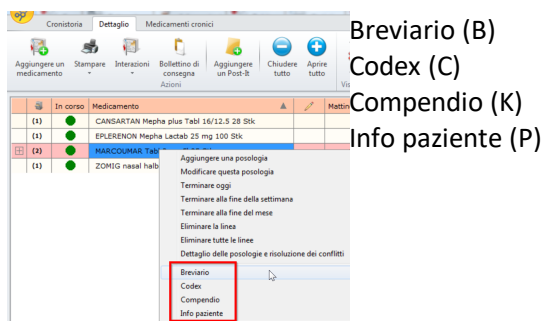 Cronistoria Dettaglio Medicamenti cronici
Aggiungere un medicamento
Stampare
Interazioni
Bollettino di consegna
Aggiungere un Post-It
Chiudere tutto
Aprire tutto
Azioni
Vis
In corso Medicamento Mattin
(1) CANSARTAN Mepha plus Tabl 16/12.5 28 Stk
(1) EPLERENON Mepha Lactab 25 mg 100 Stk
(2) MARCOUMAR Tabl
(1) ZOMIG nasal
Aggiungere una posologia
Modificare questa posologia
Terminare oggi
Terminare alla fine della settimana
Terminare alla fine del mese
Eliminare la linea
Eliminare tutte le linee
Dettaglio delle posologie e risoluzione dei conflitti
Breviario
Codex
Compendio
Info paziente
Breviario (B)
Codex (C)
Compendio (K)
Info paziente (P)